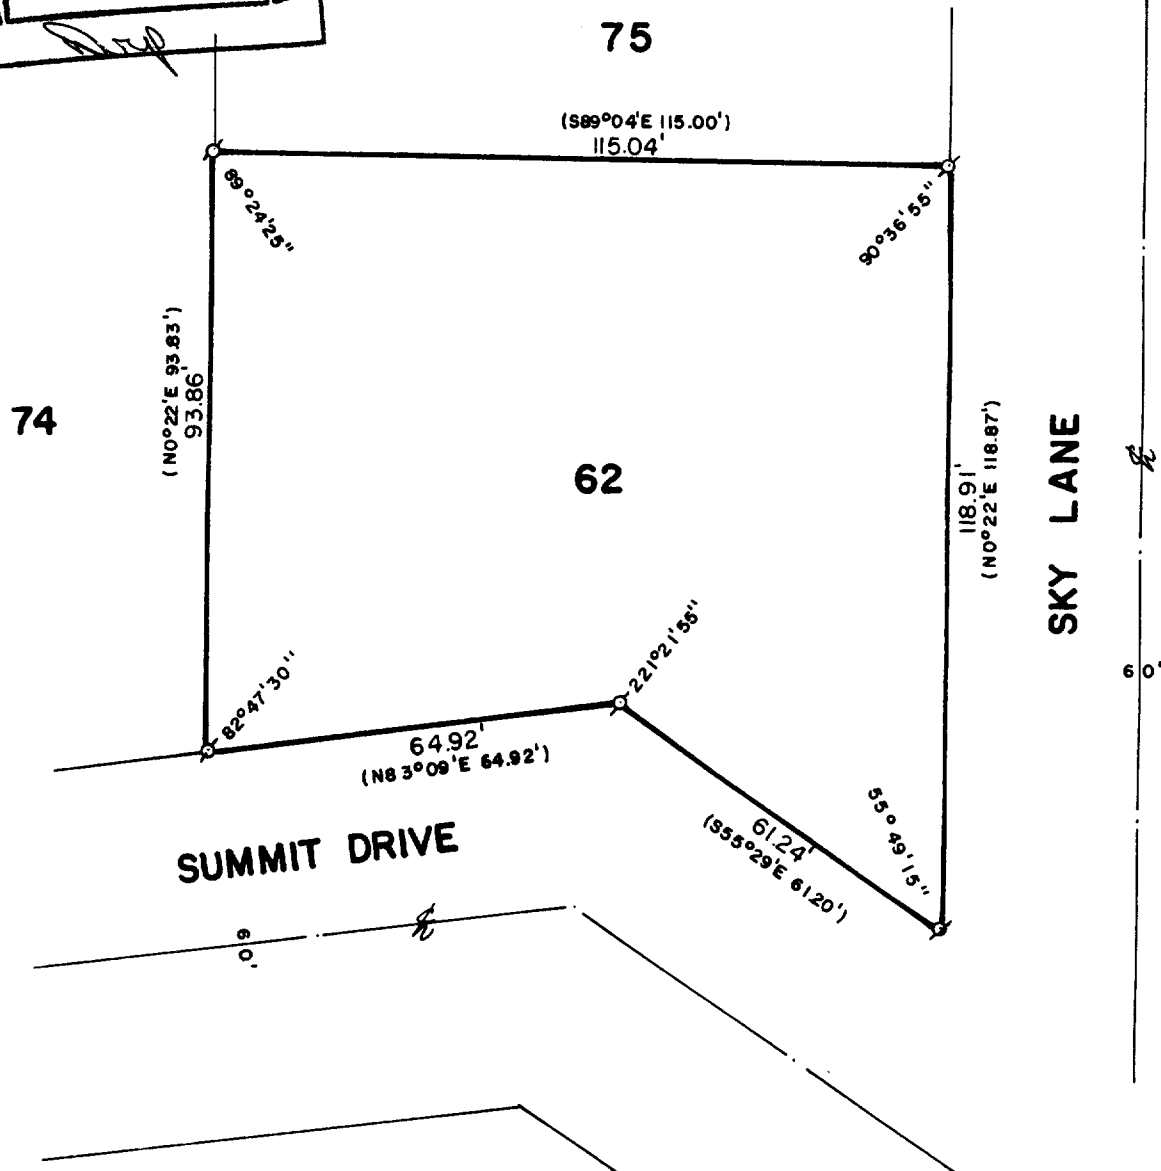 75
(S89°04'E 115.00')
115.04'
89°24'25"
90°36'55"
(N0°22'E 93.83')
93.86'
74
62
118.91'
(N0°22'E 118.87')
SKY LANE
60'
221°21'55"
82°47'30"
64.92'
(N83°09'E 64.92')
55°49'15"
61.24'
(S55°29'E 61.20')
SUMMIT DRIVE
60'